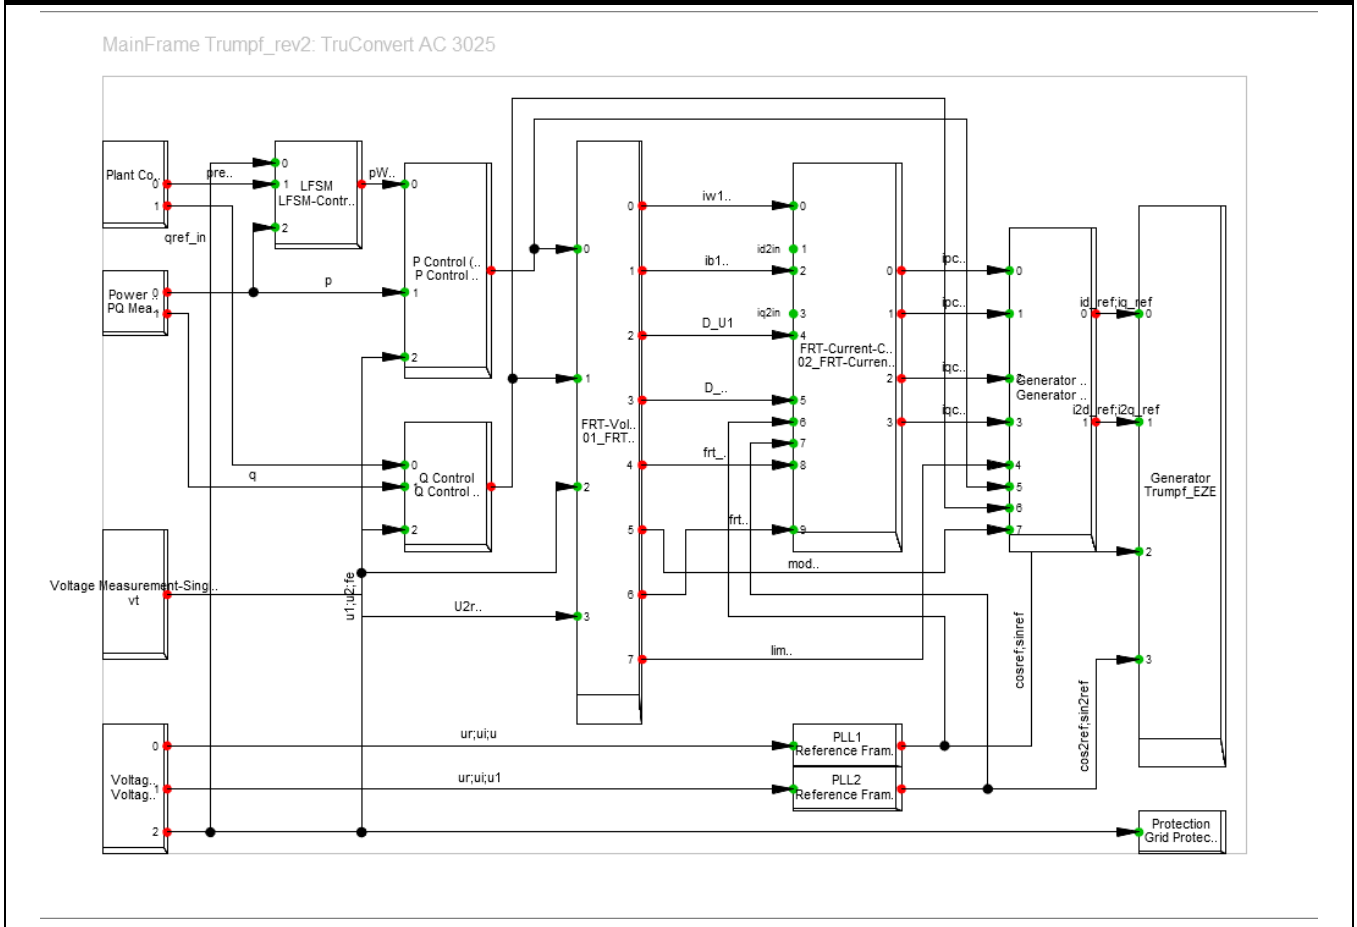 MainFrame Trumpf_rev2: TruConvert AC 3025
Plant Co..
0
1
pre..
qref_in
0
1
2
LFSM
LFSM-Contr..
pW..
0
1
2
P Control (..
P Control ..
Power ..
PQ Mea..
0
1
p
q
0
1
2
Q Control
Q Control ..
Voltage Measurement-Sing..
vt
u1;u2;fe
U2r..
Voltag..
Voltag..
0
1
2
ur;ui;u
ur;ui;u1
0
1
2
3
FRT-Vol..
01_FRT..
0
1
2
3
4
5
6
7
iw1..
ib1..
D_U1
D_..
frt_..
frt..
mod..
lim..
id2in
iq2in
0
1
2
3
4
5
6
7
8
9
FRT-Current-C..
02_FRT-Curren..
0
1
2
3
ipc..
ipc..
iqc..
iqc..
0
1
2
3
4
5
6
7
Generator ..
Generator ..
0
1
id_ref;iq_ref
i2d_ref;i2q_ref
0
1
2
3
Generator
Trumpf_EZE
cosref;sinref
cos2ref;sin2ref
PLL1
Reference Fram.
PLL2
Reference Fram.
Protection
Grid Protec..